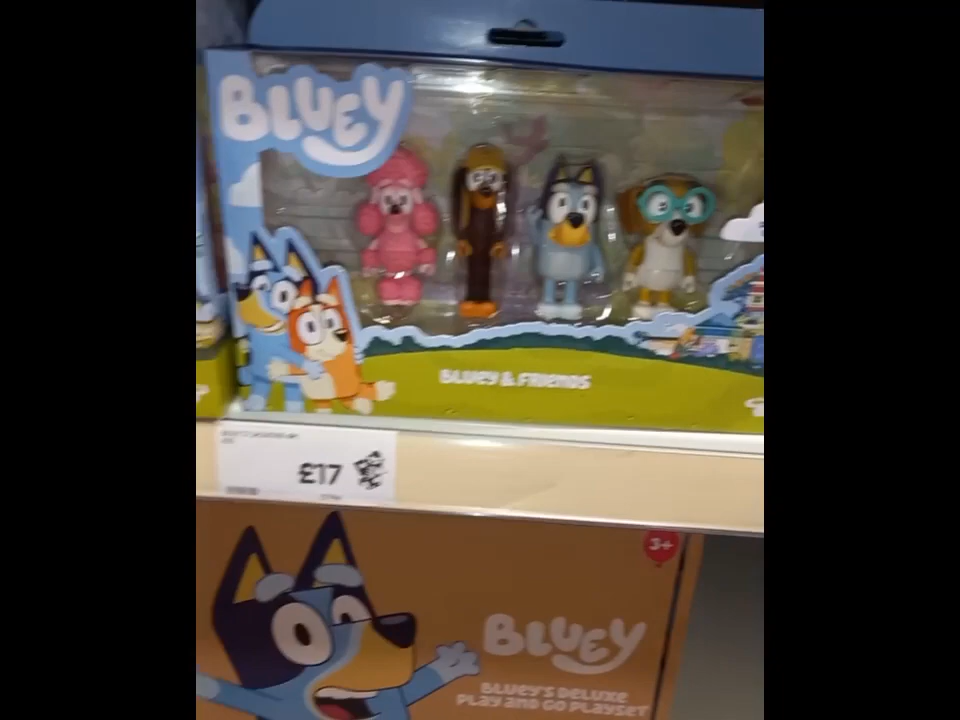 BLUEY
BLUEY & FRIENDS
£17
3+
BLUEY
BLUEY'S DELUXE
PLAY AND GO PLAYSET